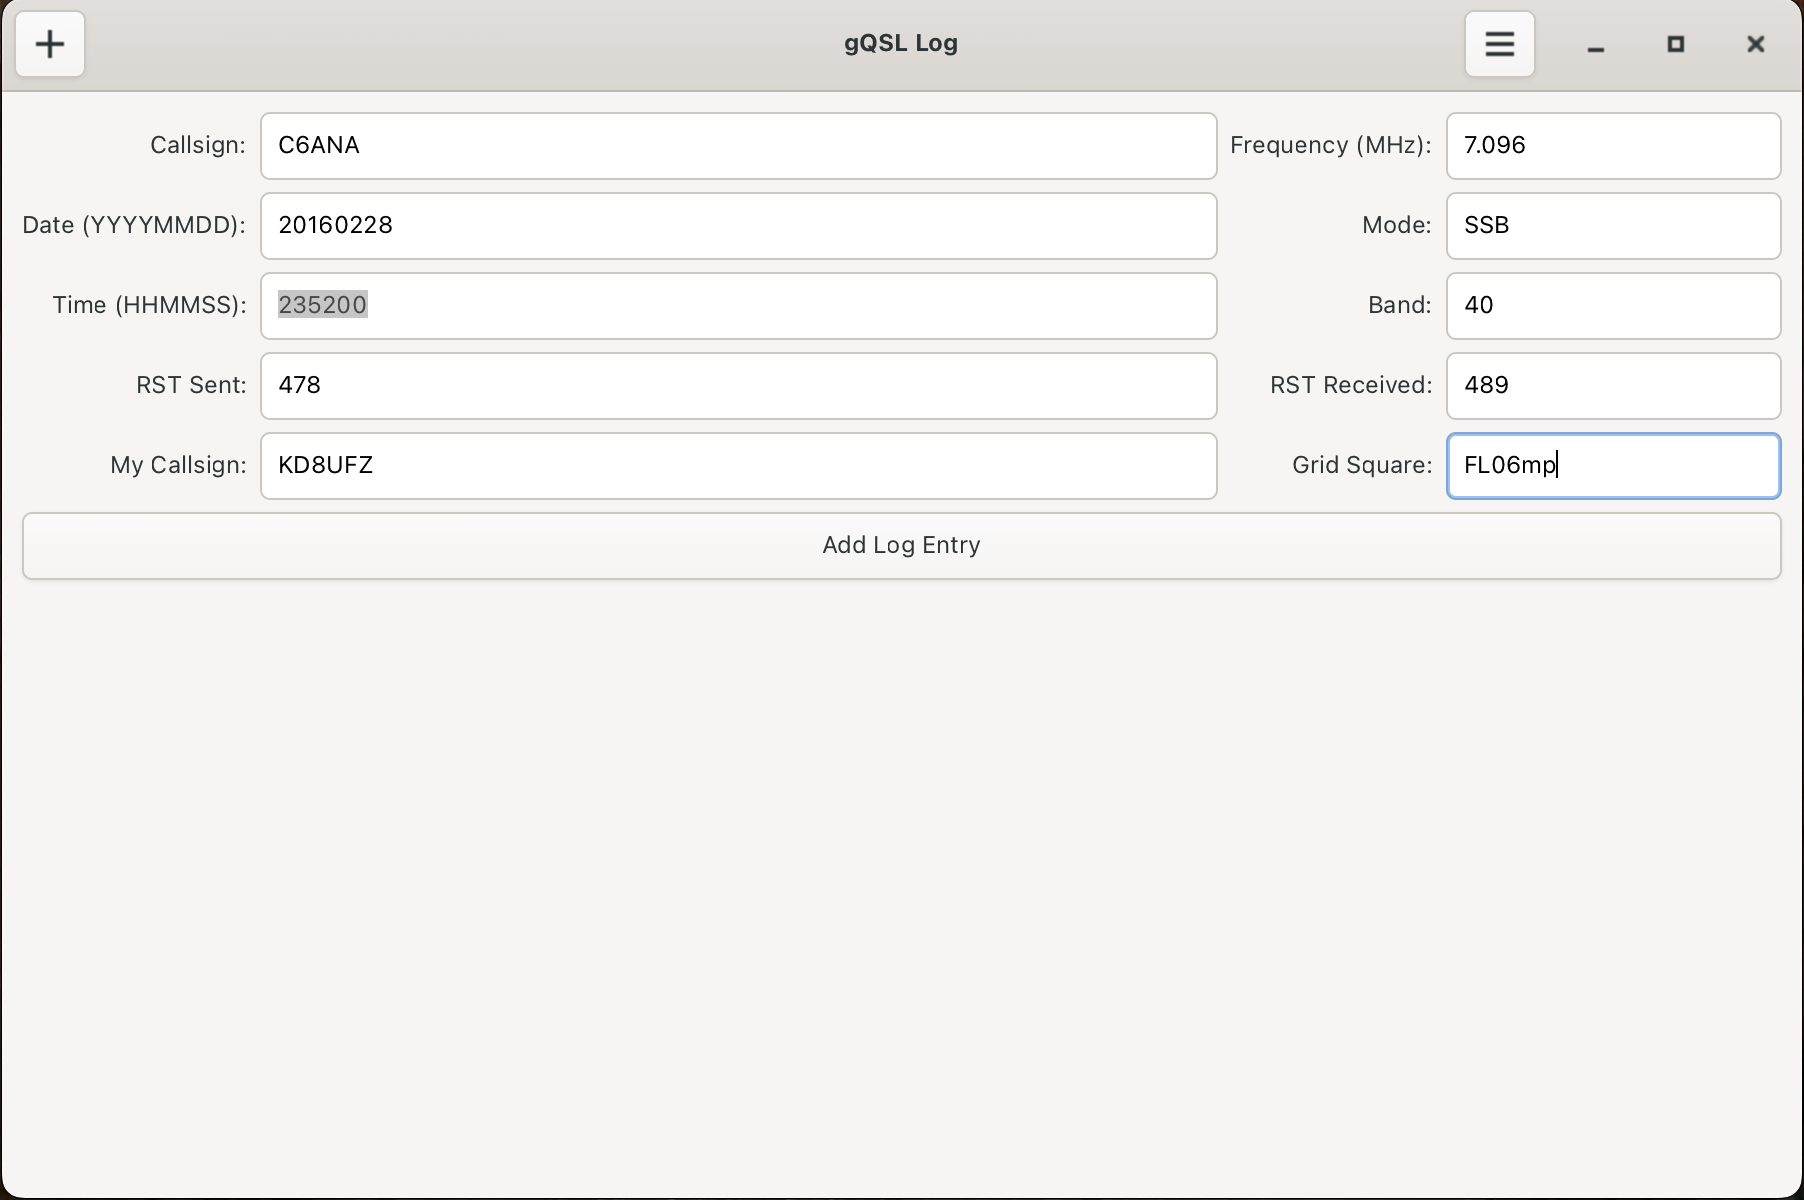 gQSL Log
Callsign: C6ANA Frequency (MHz): 7.096
Date (YYYYMMDD): 20160228 Mode: SSB
Time (HHMMSS): 235200 Band: 40
RST Sent: 478 RST Received: 489
My Callsign: KD8UFZ Grid Square: FL06mp
Add Log Entry